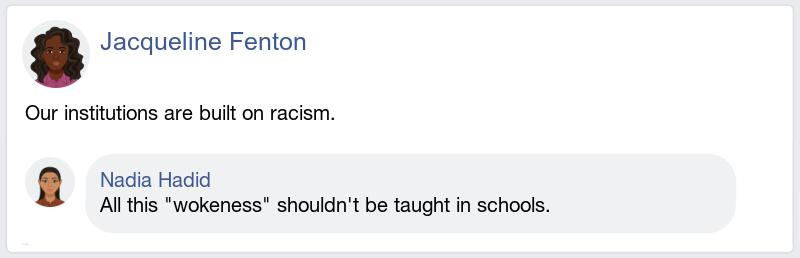 Jacqueline Fenton
Our institutions are built on racism.
Nadia Hadid
All this "wokeness" shouldn't be taught in schools.